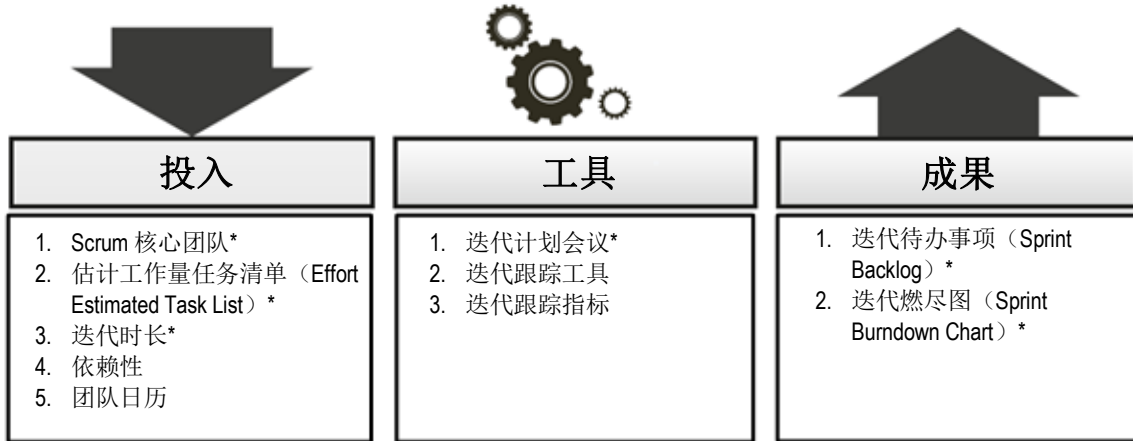 投入
1. Scrum 核心团队*
2. 估计工作量任务清单（Effort
Estimated Task List）*
3. 迭代时长*
4. 依赖性
5. 团队日历
工具
1. 迭代计划会议*
2. 迭代跟踪工具
3. 迭代跟踪指标
成果
1. 迭代待办事项（Sprint
Backlog）*
2. 迭代燃尽图（Sprint
Burndown Chart）*